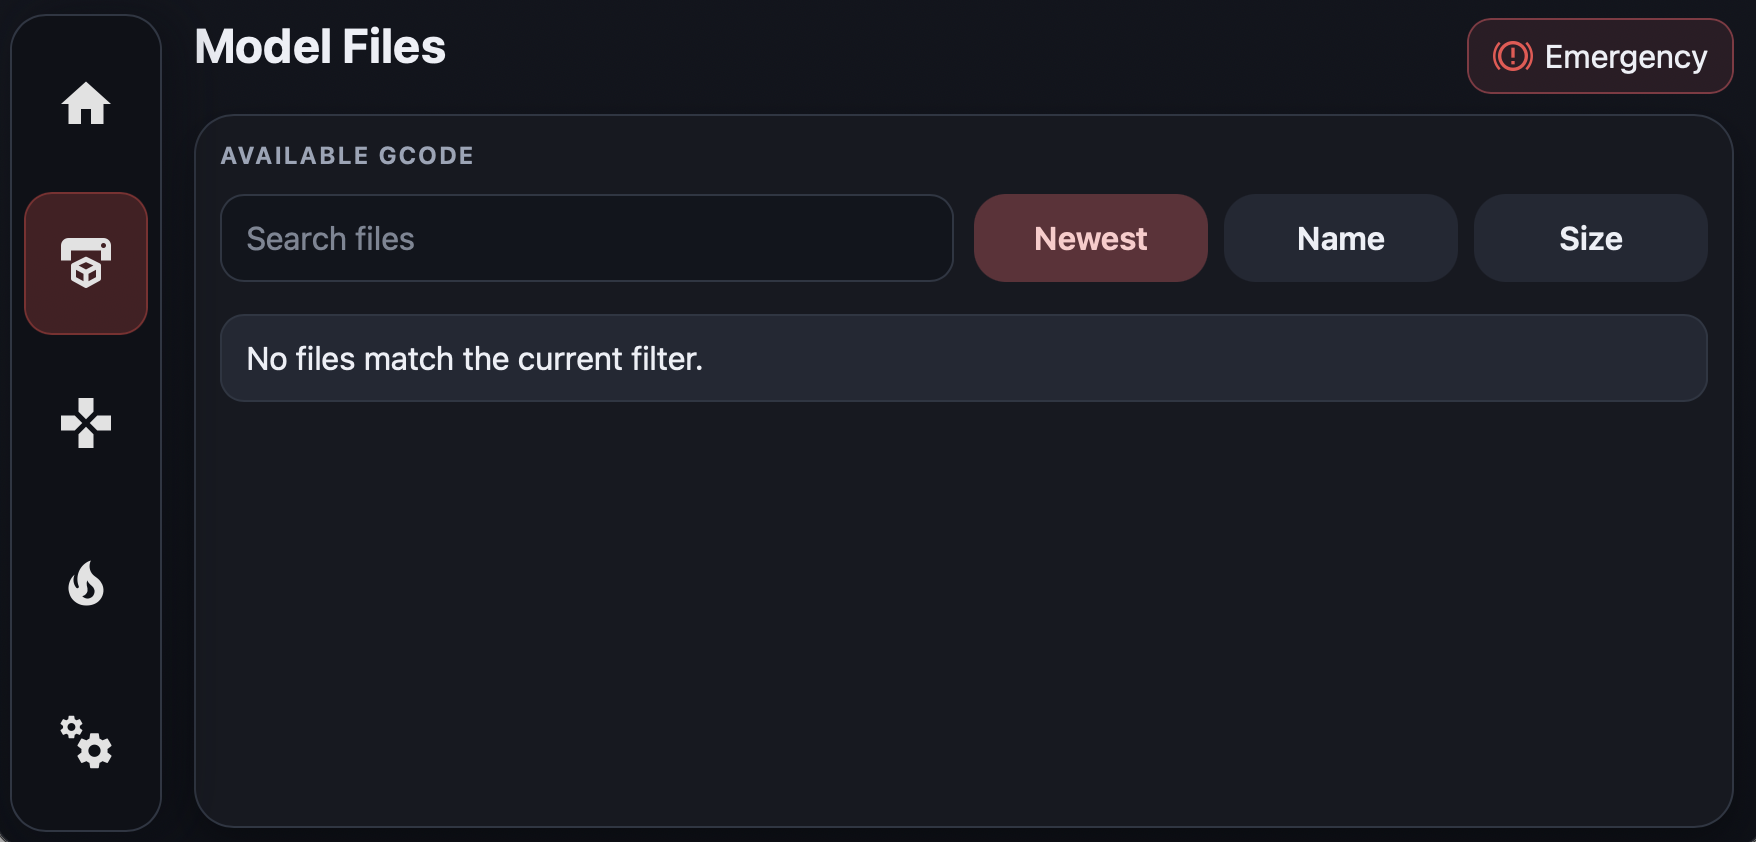 Model Files
Emergency
AVAILABLE GCODE
Search files
Newest
Name
Size
No files match the current filter.